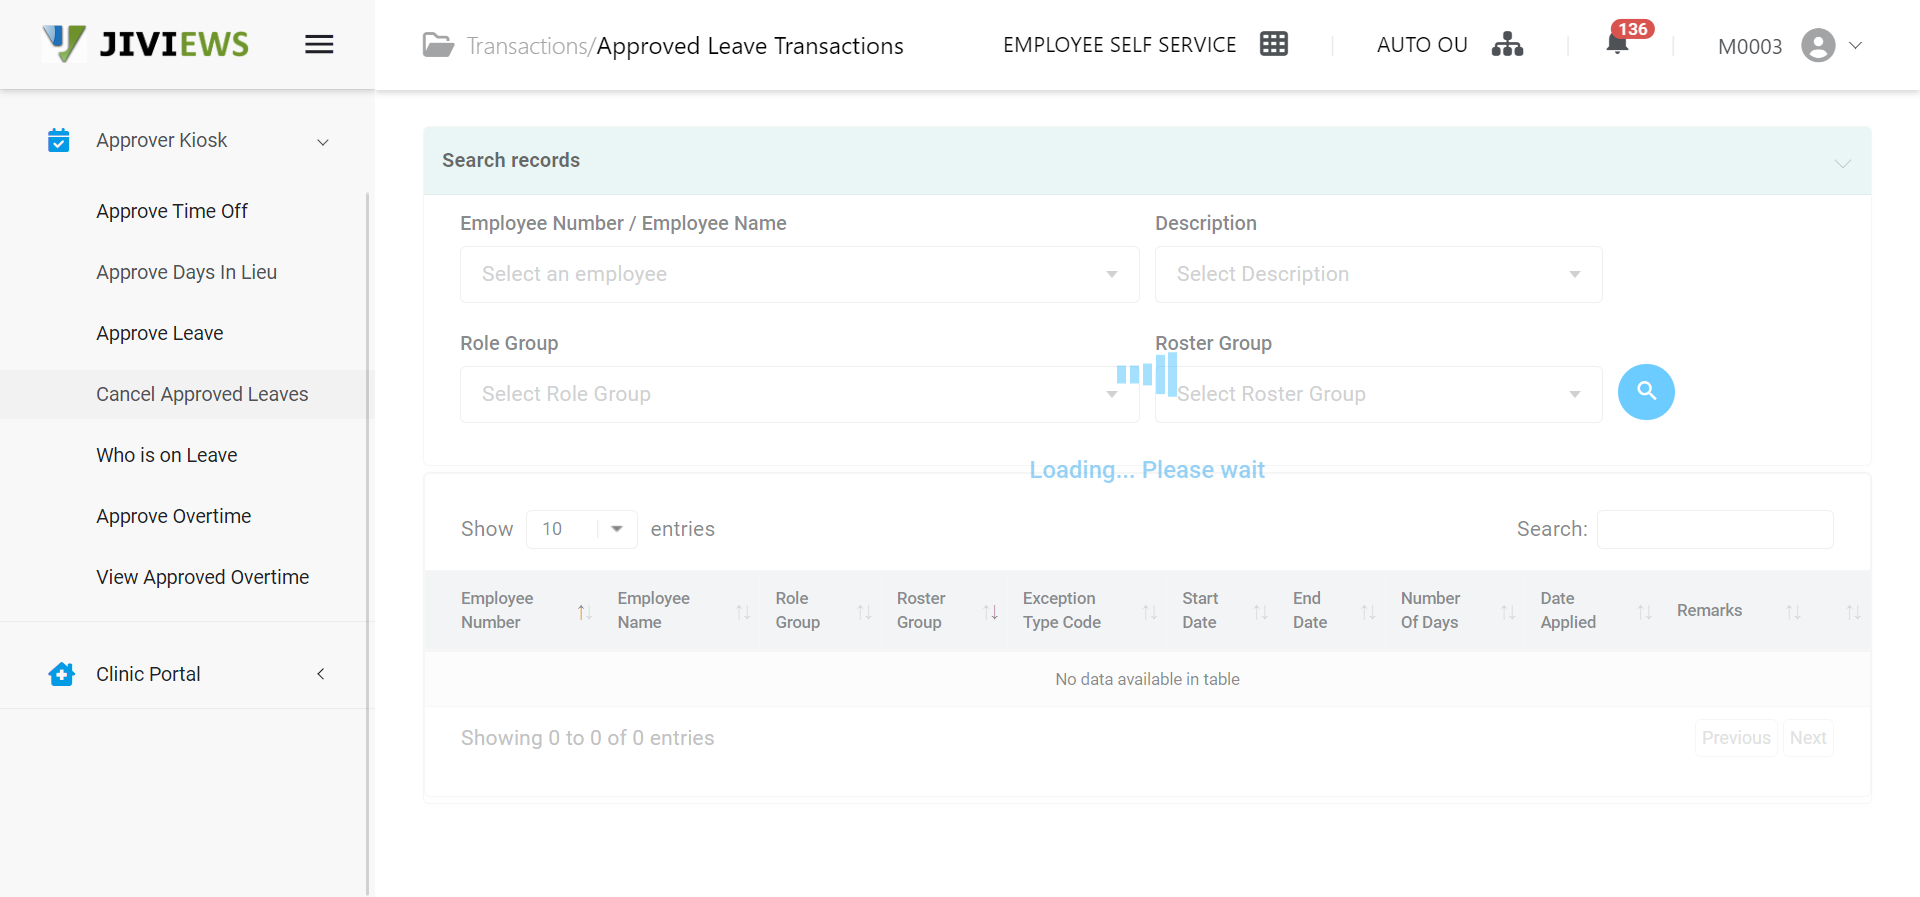 JIVIEWS
Transactions/Approved Leave Transactions
EMPLOYEE SELF SERVICE
AUTO OU
136
M0003
Approver Kiosk
Approve Time Off
Approve Days In Lieu
Approve Leave
Cancel Approved Leaves
Who is on Leave
Approve Overtime
View Approved Overtime
Clinic Portal
Search records
Employee Number / Employee Name
Description
Select an employee
Select Description
Role Group
Roster Group
Select Role Group
Select Roster Group
Loading... Please wait
Show 10 entries
Search:
Employee Number
Employee Name
Role Group
Roster Group
Exception Type Code
Start Date
End Date
Number Of Days
Date Applied
Remarks
No data available in table
Showing 0 to 0 of 0 entries
Previous
Next